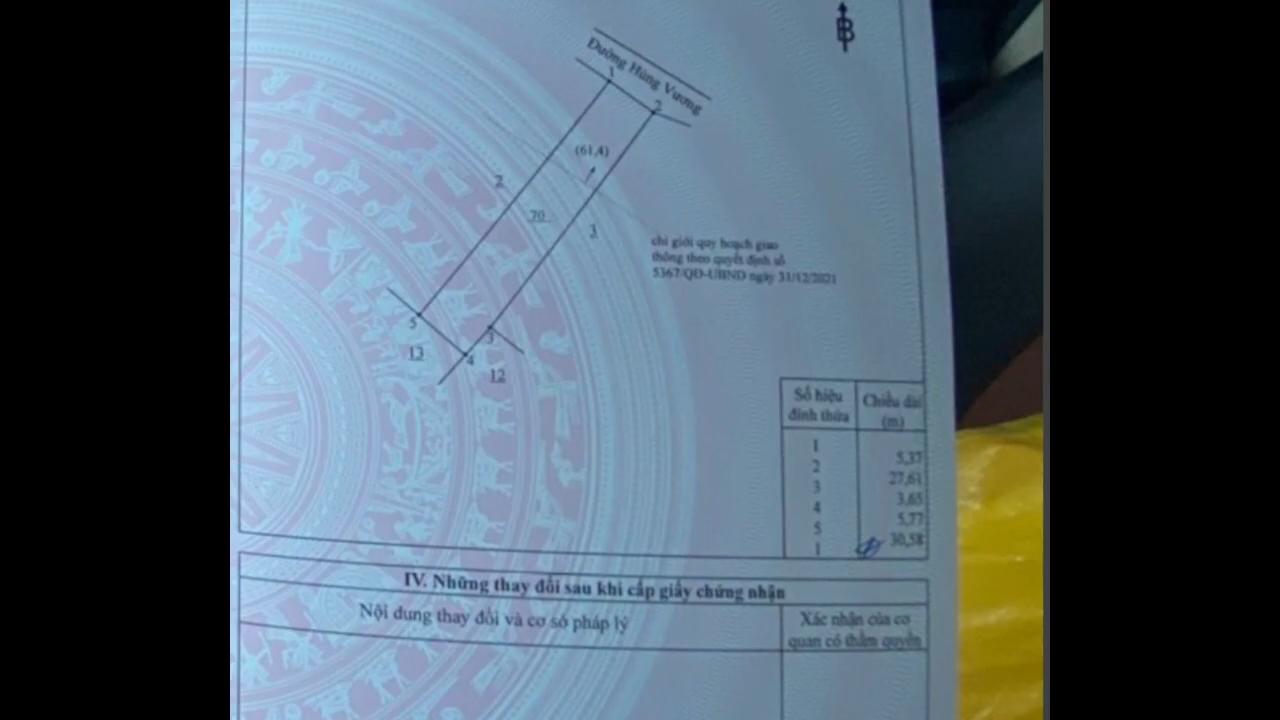 B
Đường Hùng Vương
1
2
(61,4)
2
70
1
chỉ giới quy hoạch giao
thông theo quyết định số
5367/QĐ-UBND ngày 31/12/2021
5
3
13
4
12
Số hiệu đỉnh thửa
Chiều dài (m)
1
5,37
2
27,61
3
3,65
4
5,77
5
30,58
1
IV. Những thay đổi sau khi cấp giấy chứng nhận
Nội dung thay đổi và cơ sở pháp lý
Xác nhận của cơ
quan có thẩm quyền